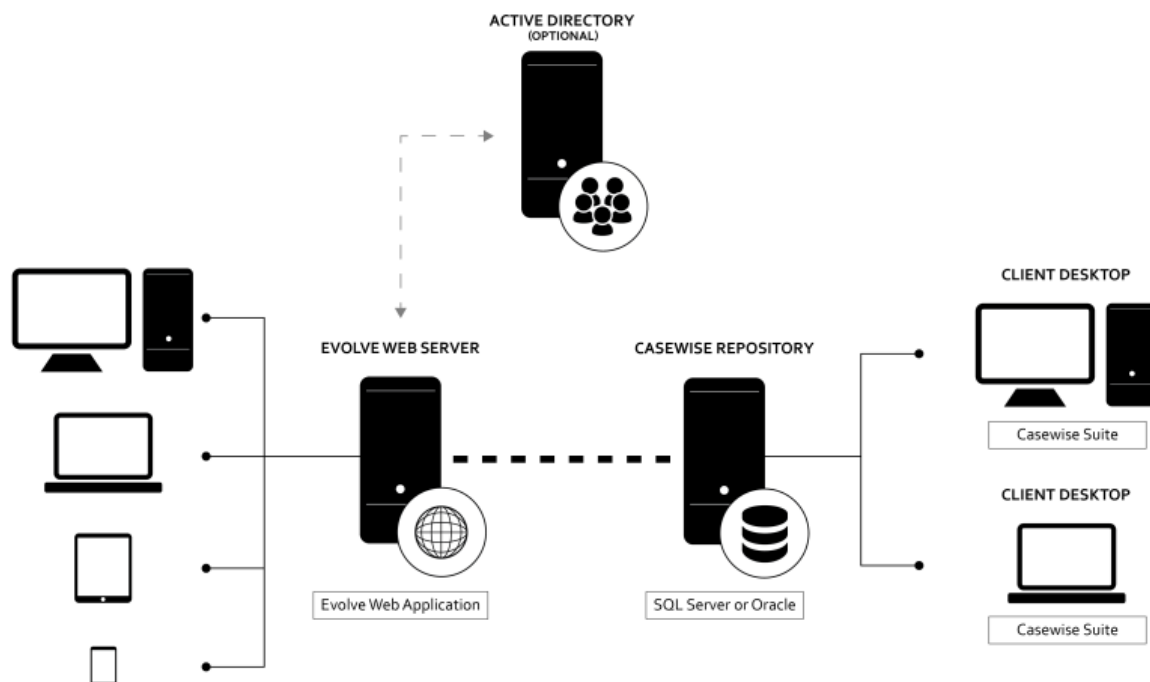 ACTIVE DIRECTORY
(OPTIONAL)
CLIENT DESKTOP
EVOLVE WEB SERVER
CASEWISE REPOSITORY
Casewise Suite
CLIENT DESKTOP
Evolve Web Application
SQL Server or Oracle
Casewise Suite